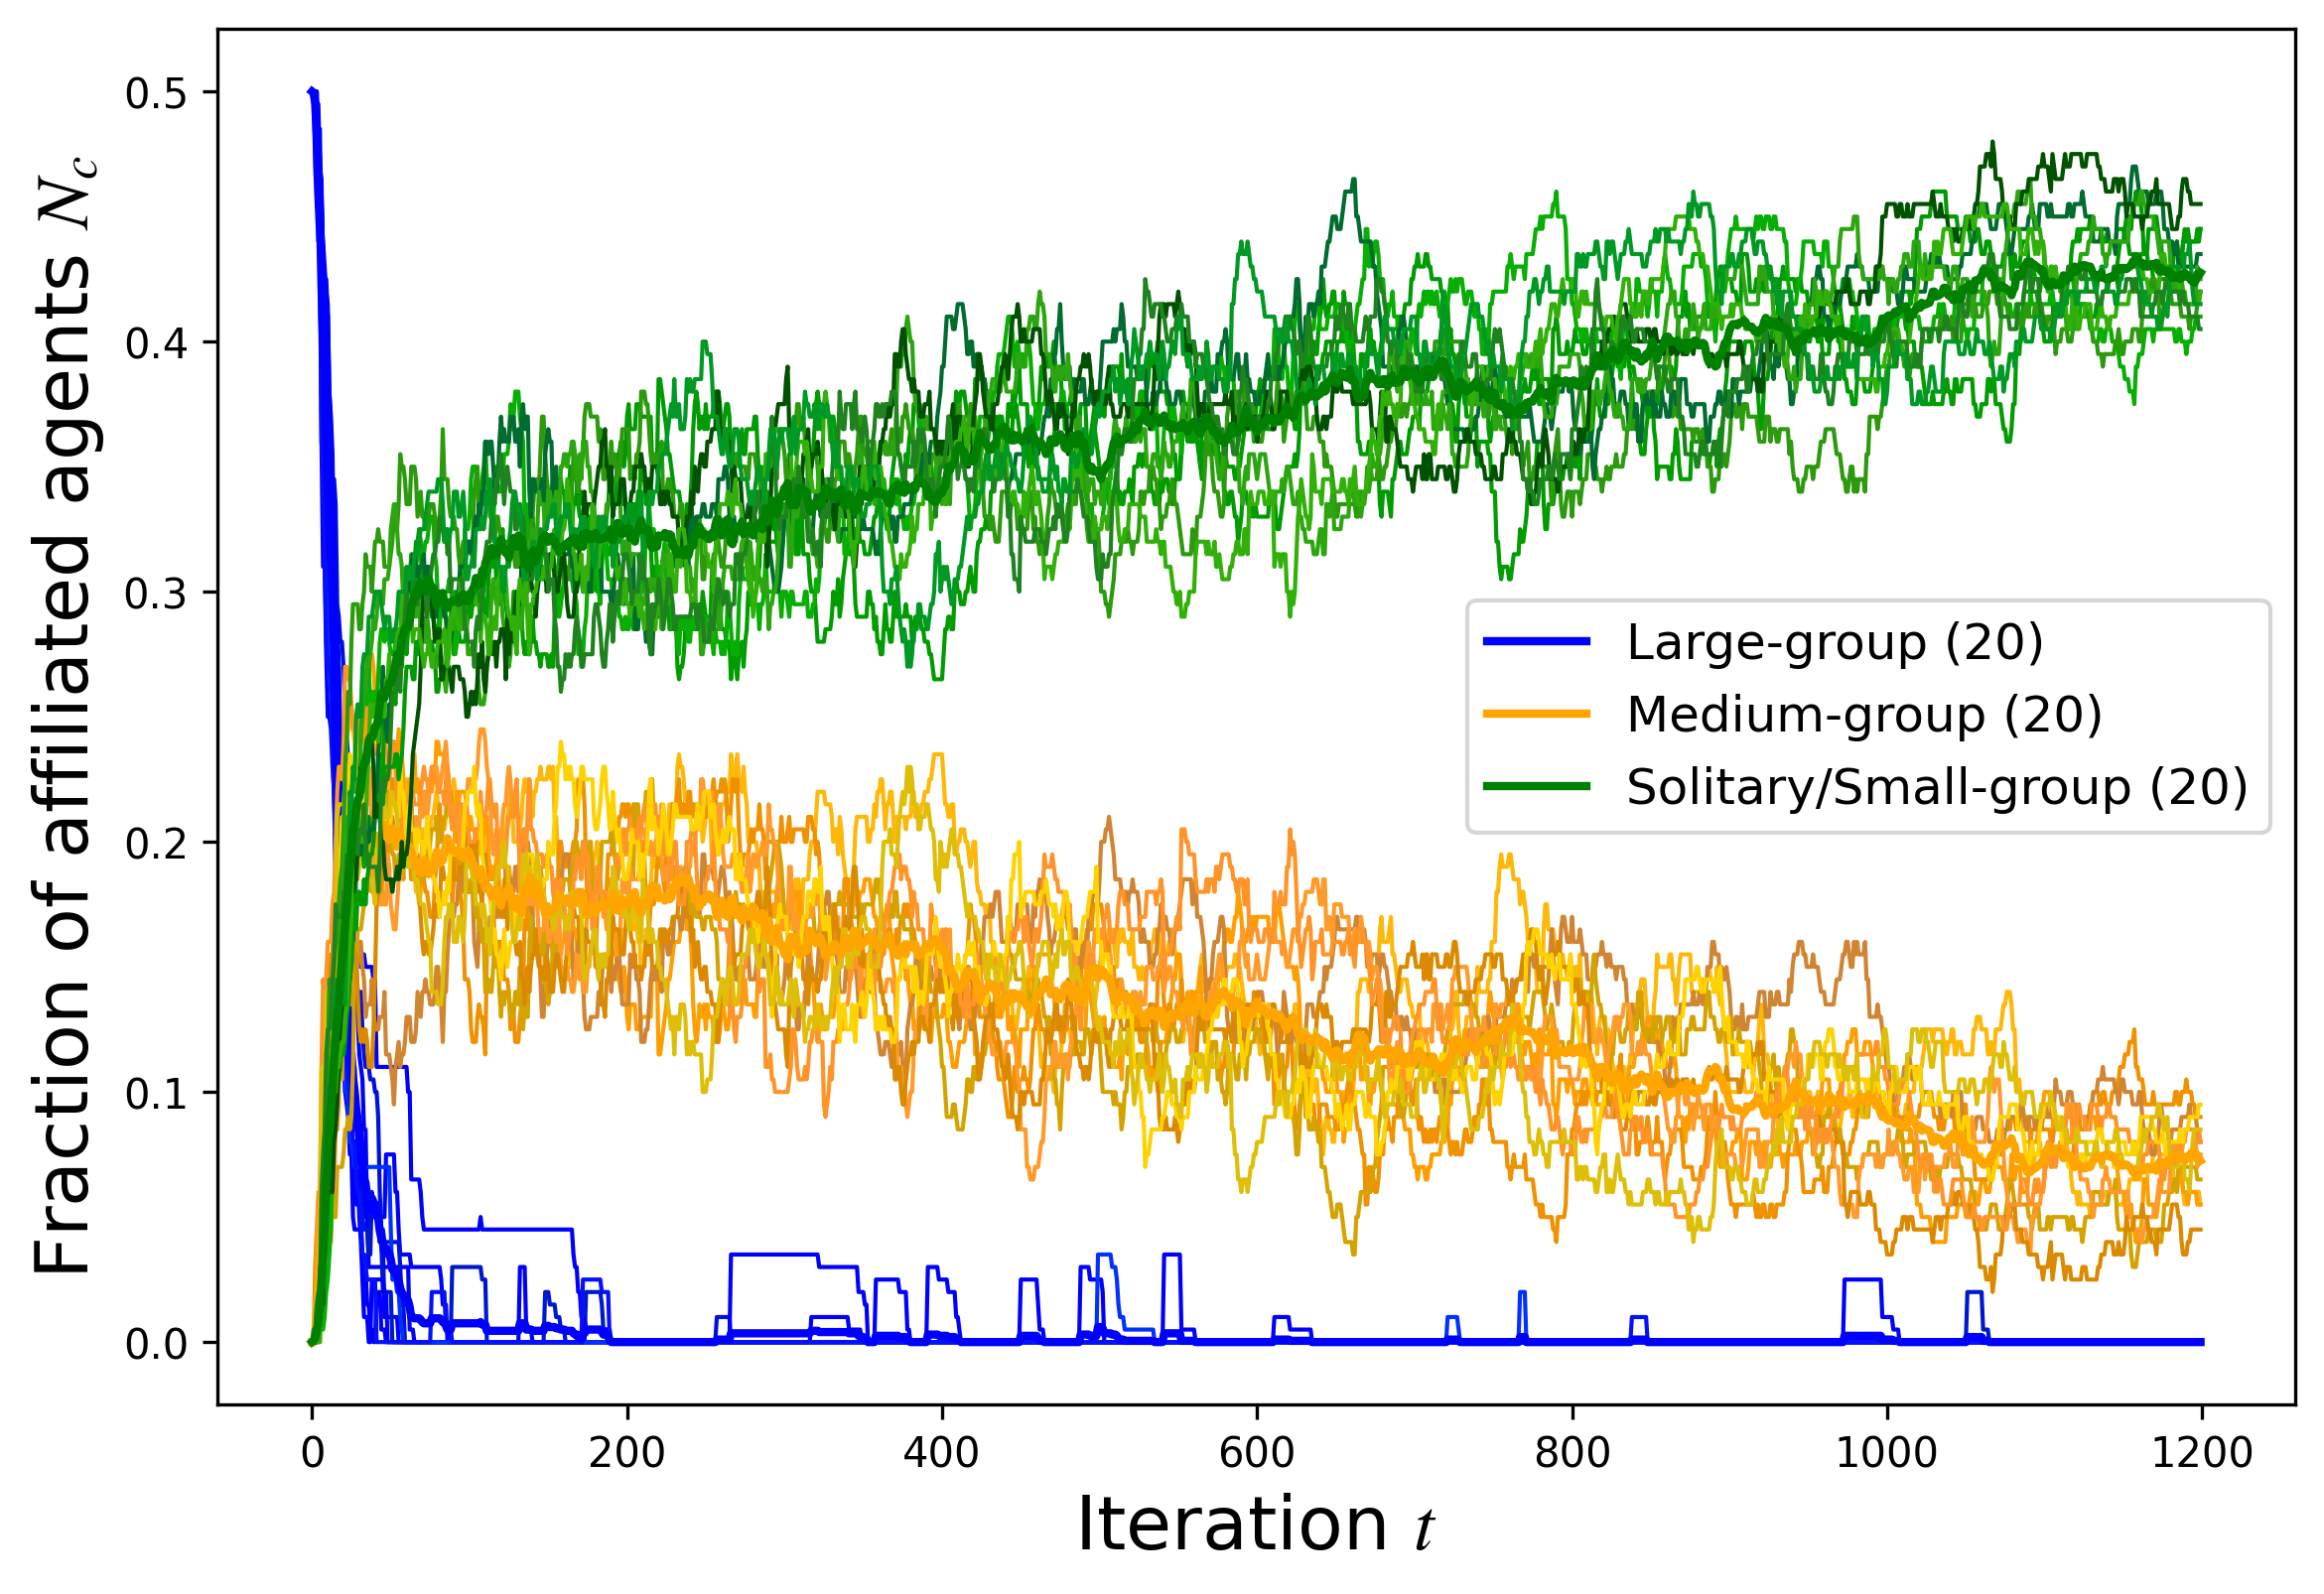 Fraction of affiliated agents N_c
0.5
0.4
0.3
0.2
0.1
0.0
Large-group (20)
Medium-group (20)
Solitary/Small-group (20)
0 200 400 600 800 1000 1200
Iteration t